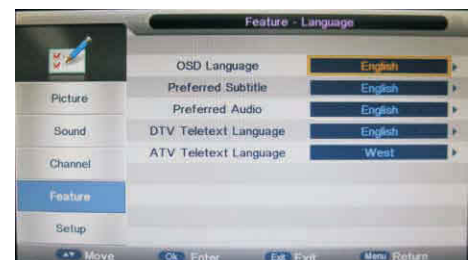 Feature - Language
OSD Language English
Preferred Subtitle English
Preferred Audio English
DTV Teletext Language English
ATV Teletext Language West
Picture
Sound
Channel
Feature
Setup
Move Ok Enter Exit Exit Menu Return